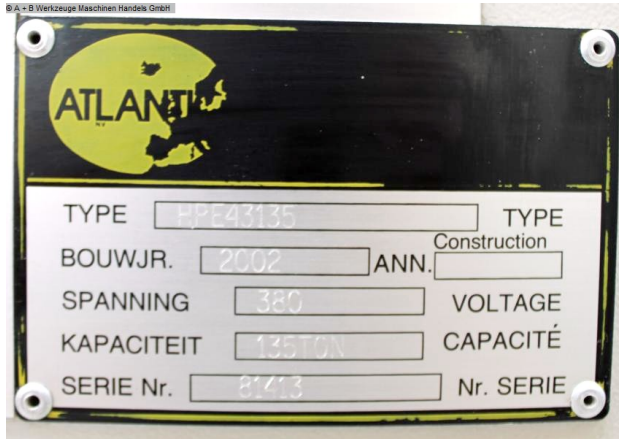 © A + B Werkzeuge Maschinen Handels GmbH
ATLANTI
N.V.
TYPE HPE43135 TYPE
BOUWJR. 2002 ANN. Construction
SPANNING 380 VOLTAGE
KAPACITEIT 135TON CAPACITÉ
SERIE Nr. 81413 Nr. SERIE